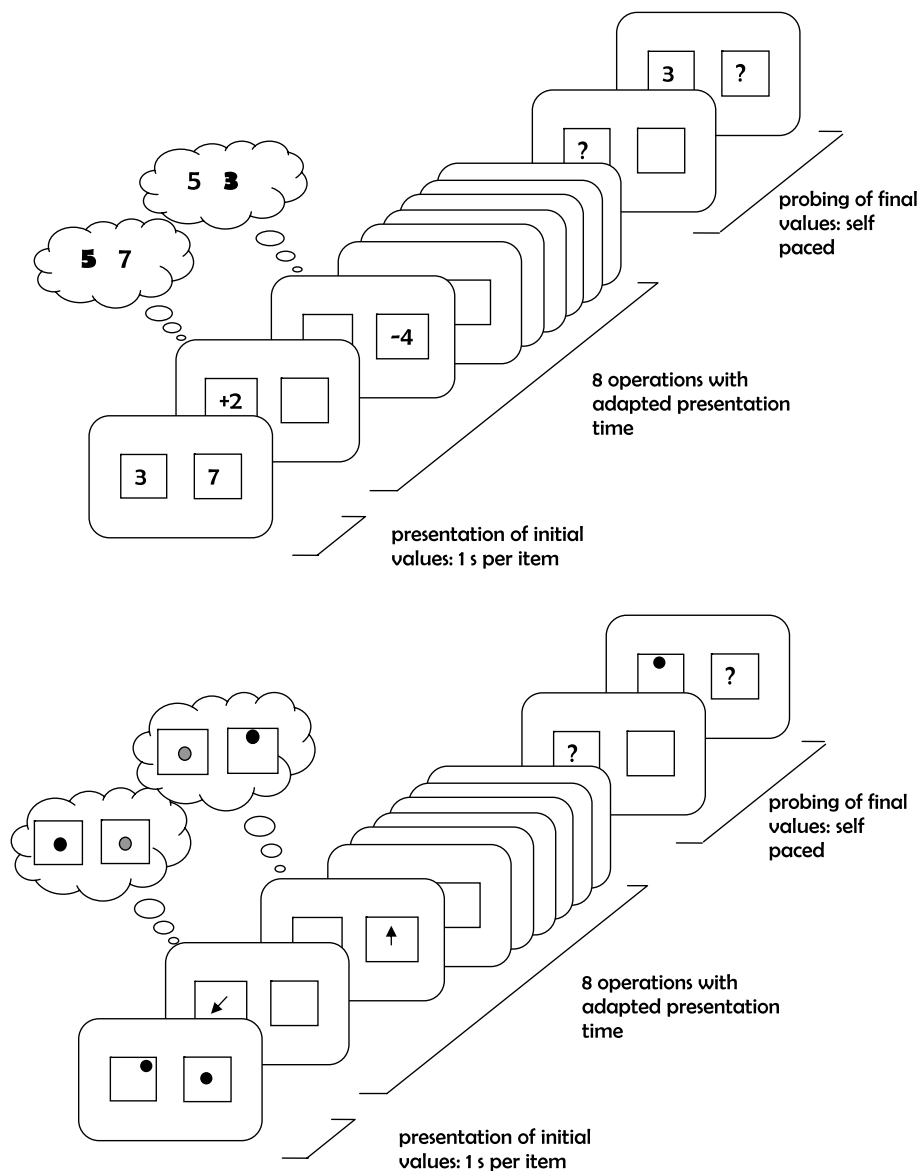 3 ?
?
probing of final
values: self
paced
5 3
5 7
-4
+2
8 operations with
adapted presentation
time
3 7
presentation of initial
values: 1 s per item
?
?
probing of final
values: self
paced
8 operations with
adapted presentation
time
presentation of initial
values: 1 s per item